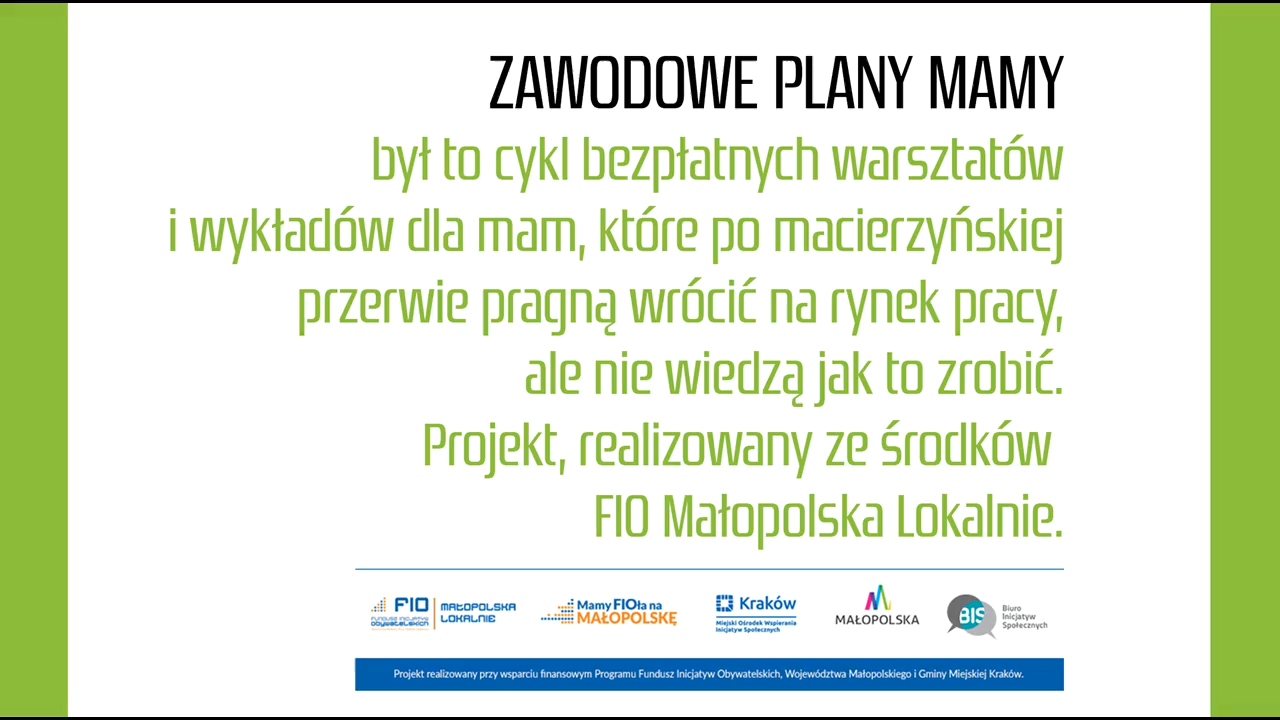 ZAWODOWE PLANY MAMY
był to cykl bezpłatnych warsztatów
i wykładów dla mam, które po macierzyńskiej
przerwie pragną wrócić na rynek pracy,
ale nie wiedzą jak to zrobić.
Projekt, realizowany ze środków
FIO Małopolska Lokalnie.
FIO
FUNDUSZ INICJATYW
OBYWATELSKICH
MAŁOPOLSKA
LOKALNIE
Mamy FIOła na
MAŁOPOLSKĘ
Kraków
Miejski Ośrodek Wspierania
Inicjatyw Społecznych
MAŁOPOLSKA
BIS
Biuro
Inicjatyw
Społecznych
Projekt realizowany przy wsparciu finansowym Programu Fundusz Inicjatyw Obywatelskich, Województwa Małopolskiego i Gminy Miejskiej Kraków.